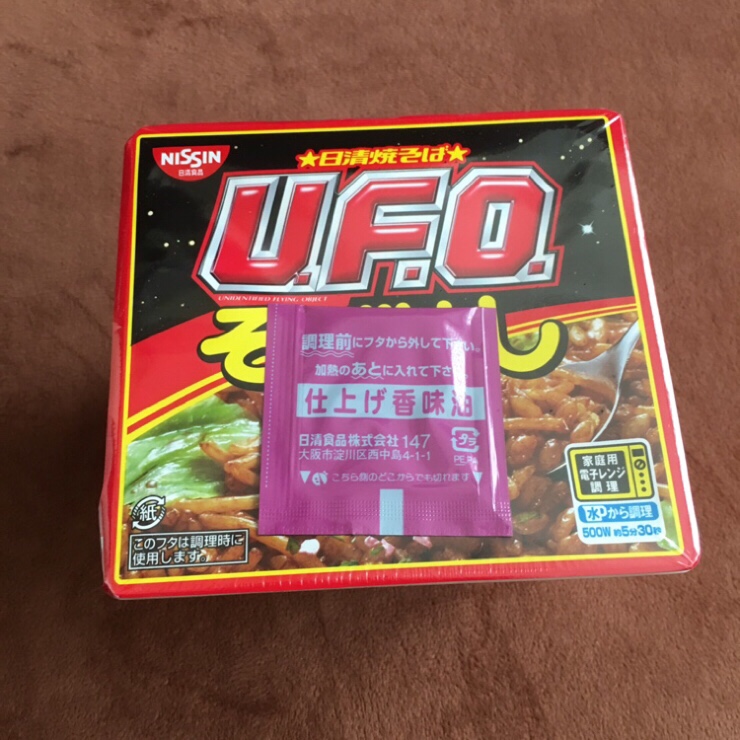 NISSIN
日清食品
★日清焼そば★
U.F.O.
UNIDENTIFIED FLYING OBJECT
そ
し
調理前にフタから外して下さい。
加熱のあとに入れて下さ
仕上げ香味油
日清食品株式会社 147
大阪市淀川区西中島4-1-1
プラ
PE
▼こちら側のどこからでも切れます▼
家庭用
電子レンジ
調理
水から調理
500W 約5分30秒
紙
このフタは調理時に
使用します。